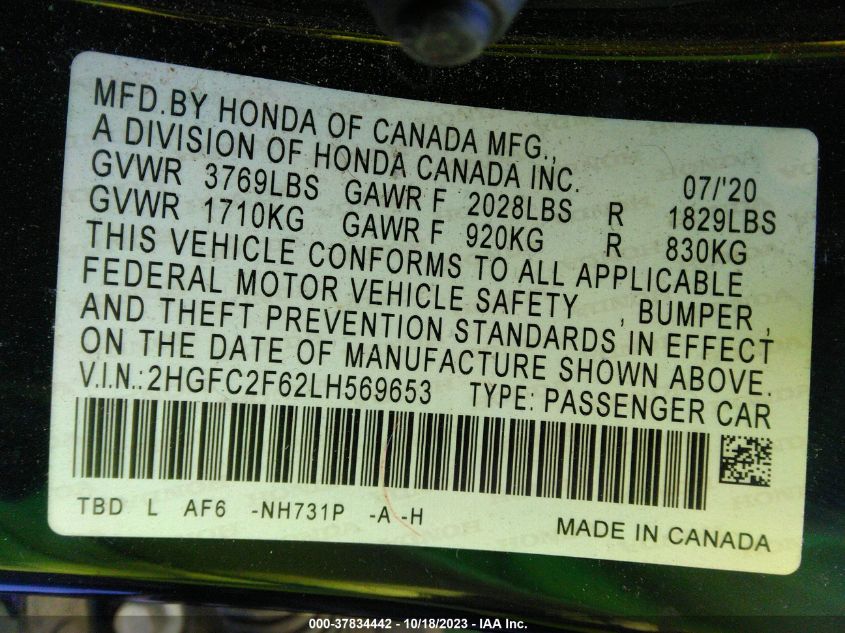 MFD.BY HONDA OF CANADA MFG.,
A DIVISION OF HONDA CANADA INC. 07/'20
GVWR 3769LBS GAWR F 2028LBS R 1829LBS
GVWR 1710KG GAWR F 920KG R 830KG
THIS VEHICLE CONFORMS TO ALL APPLICABLE
FEDERAL MOTOR VEHICLE SAFETY , BUMPER ,
AND THEFT PREVENTION STANDARDS IN EFFECT
ON THE DATE OF MANUFACTURE SHOWN ABOVE.
V.I.N.:2HGFC2F62LH569653 TYPE: PASSENGER CAR
TBD L AF6 -NH731P -A -H MADE IN CANADA
000-37834442 - 10/18/2023 - IAA Inc.